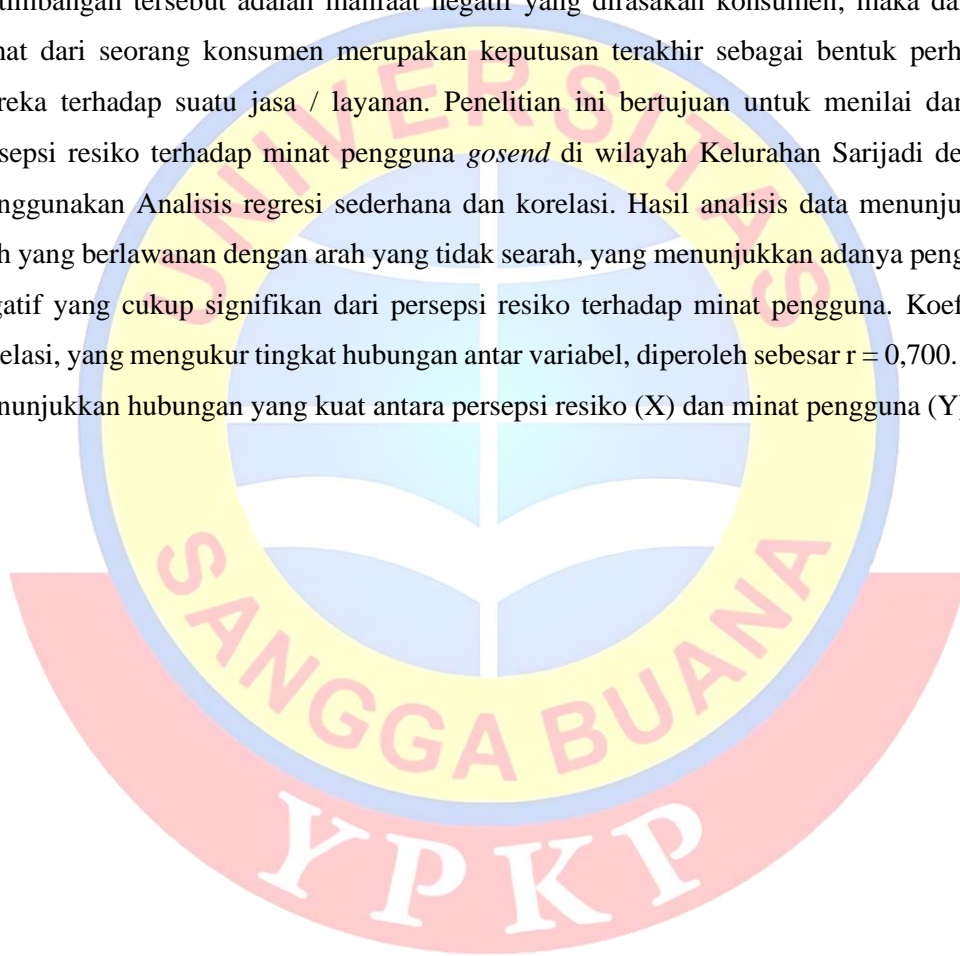 timbangan tersebut adalah manfaat negatif yang dirasakan konsumen, maka da
nat dari seorang konsumen merupakan keputusan terakhir sebagai bentuk perh
reka terhadap suatu jasa / layanan. Penelitian ini bertujuan untuk menilai dan
sepsi resiko terhadap minat pengguna gosend di wilayah Kelurahan Sarijadi de
nggunakan Analisis regresi sederhana dan korelasi. Hasil analisis data menunju
h yang berlawanan dengan arah yang tidak searah, yang menunjukkan adanya peng
gatif yang cukup signifikan dari persepsi resiko terhadap minat pengguna. Koef
elasi, yang mengukur tingkat hubungan antar variabel, diperoleh sebesar r = 0,700.
nunjukkan hubungan yang kuat antara persepsi resiko (X) dan minat pengguna (Y)
UNIVERSITAS
SANGGA BUANA
YPKP